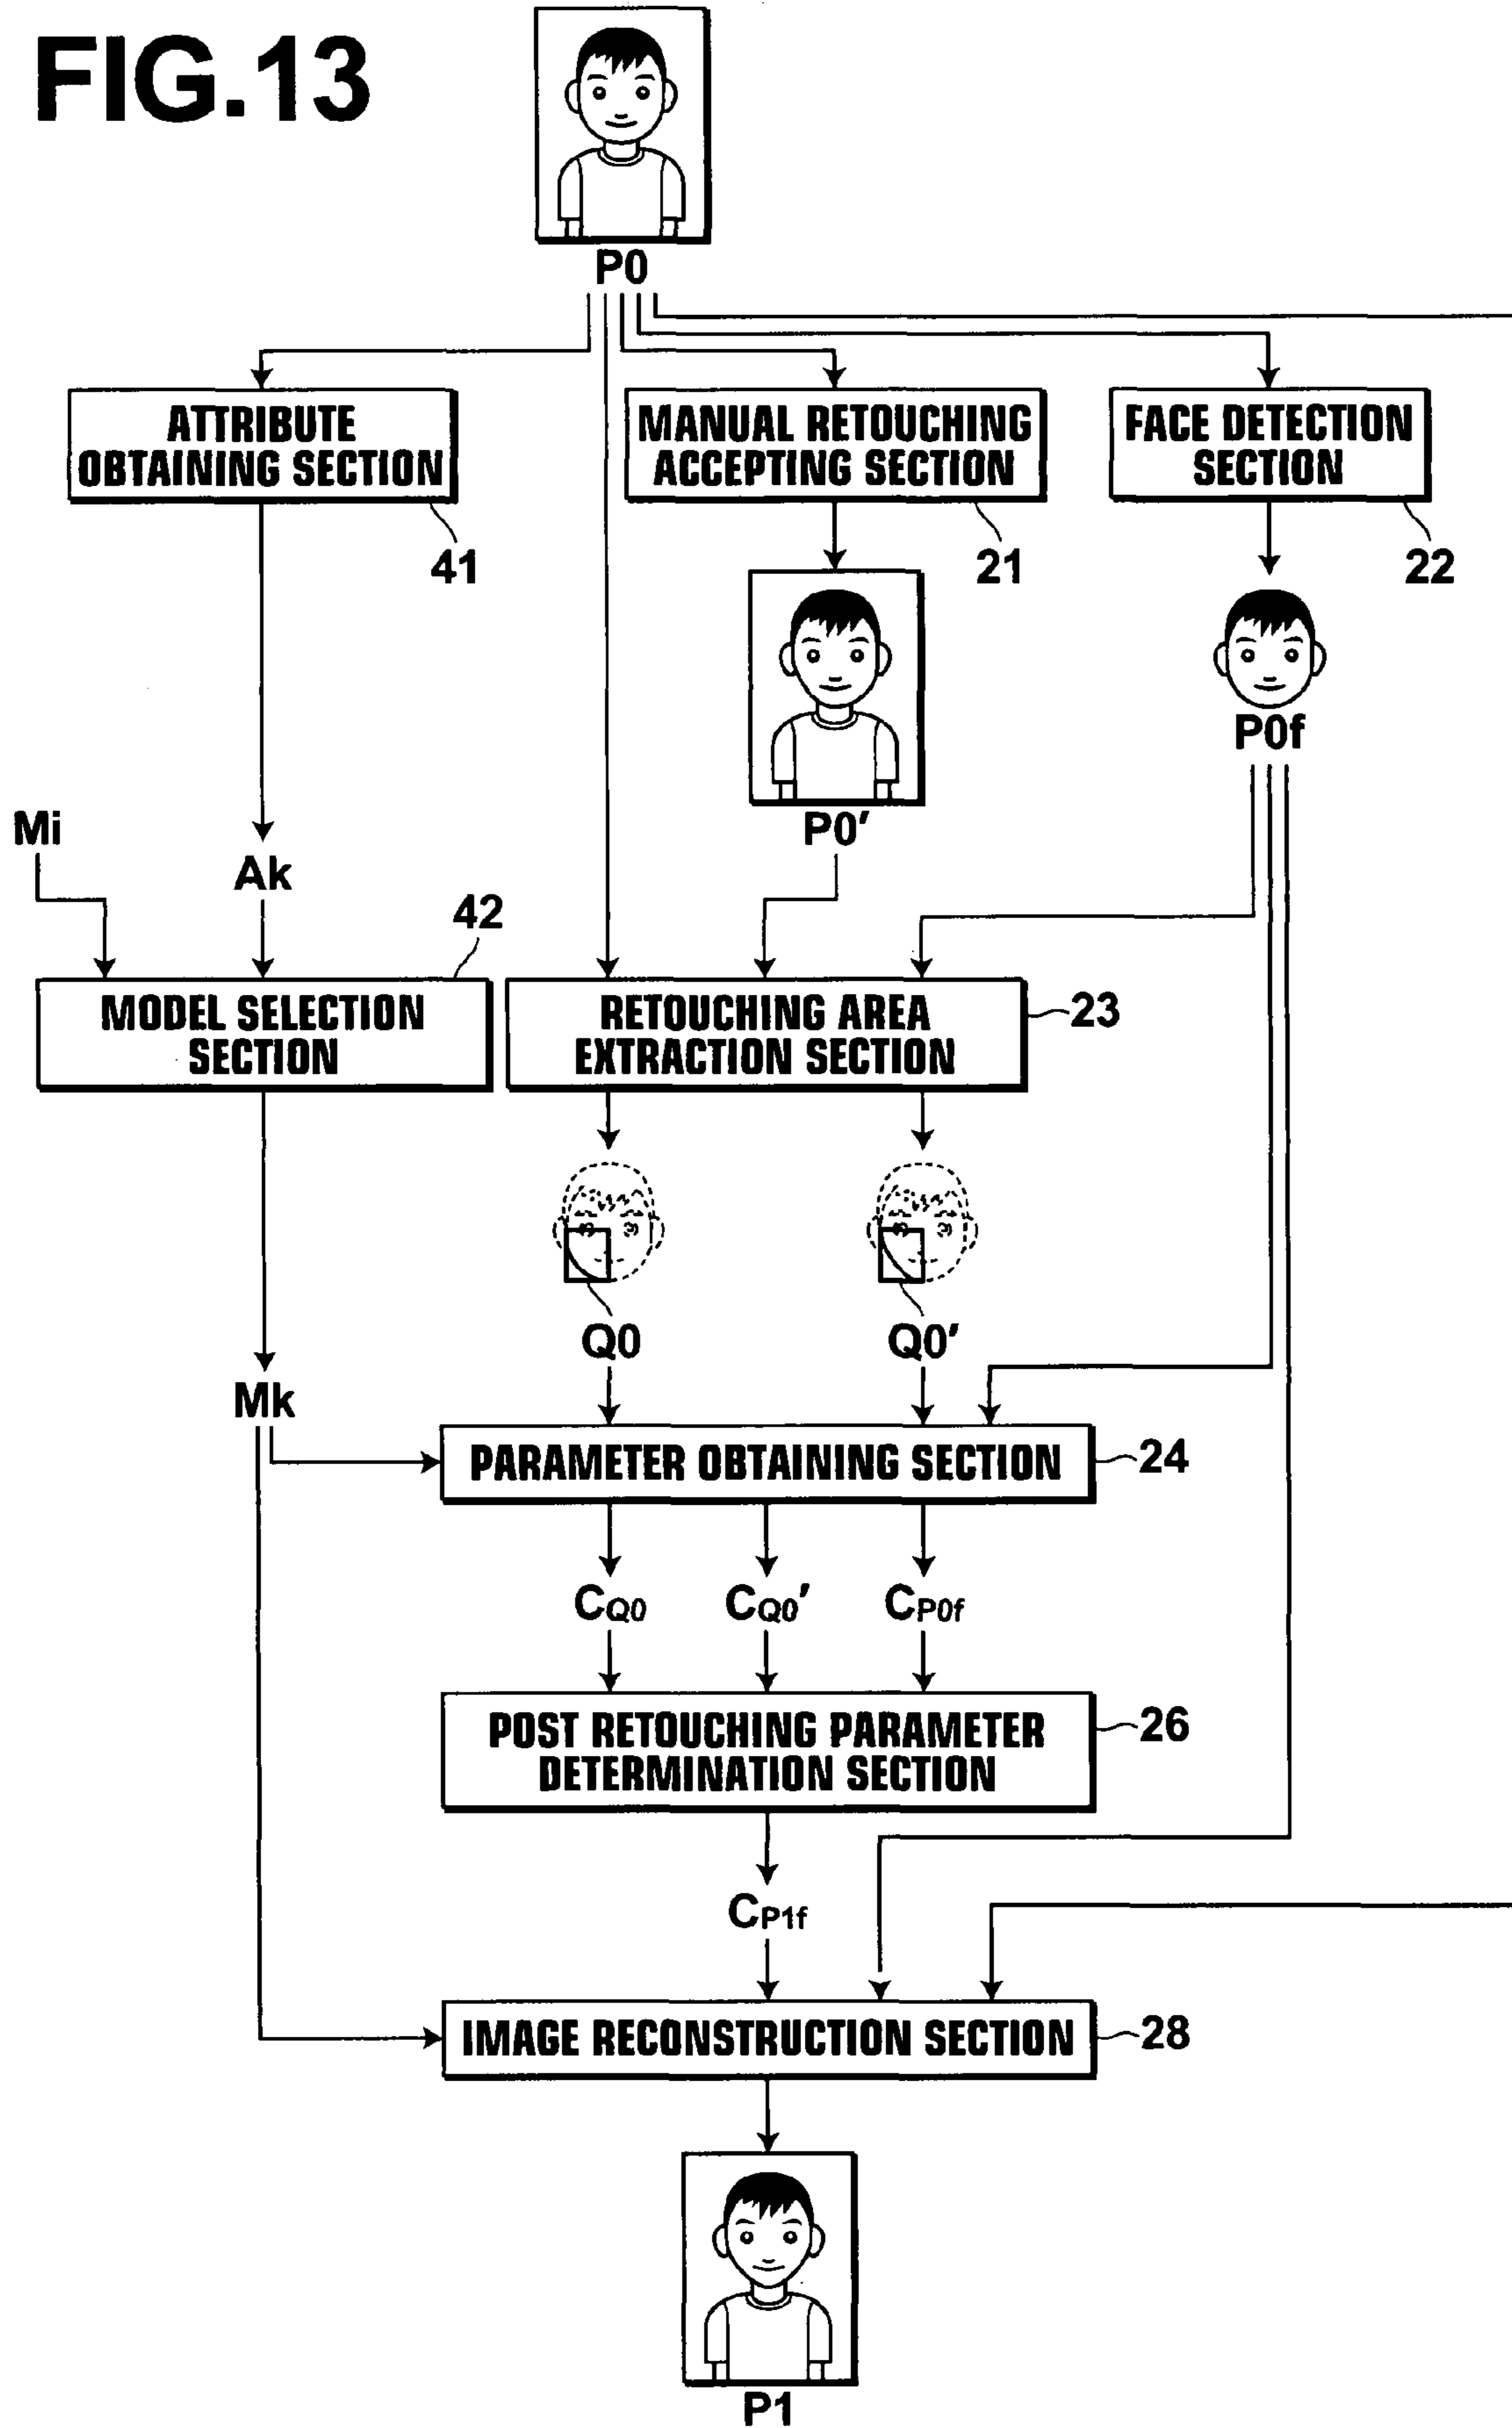 FIG.13
P0
ATTRIBUTE
OBTAINING SECTION
41
MANUAL RETOUCHING
ACCEPTING SECTION
21
FACE DETECTION
SECTION
22
P0f
P0′
Mi
Ak
42
MODEL SELECTION
SECTION
RETOUCHING AREA
EXTRACTION SECTION
23
Q0
Q0′
Mk
PARAMETER OBTAINING SECTION
24
CQ0
CQ0′
CP0f
POST RETOUCHING PARAMETER
DETERMINATION SECTION
26
CP1f
IMAGE RECONSTRUCTION SECTION
28
P1